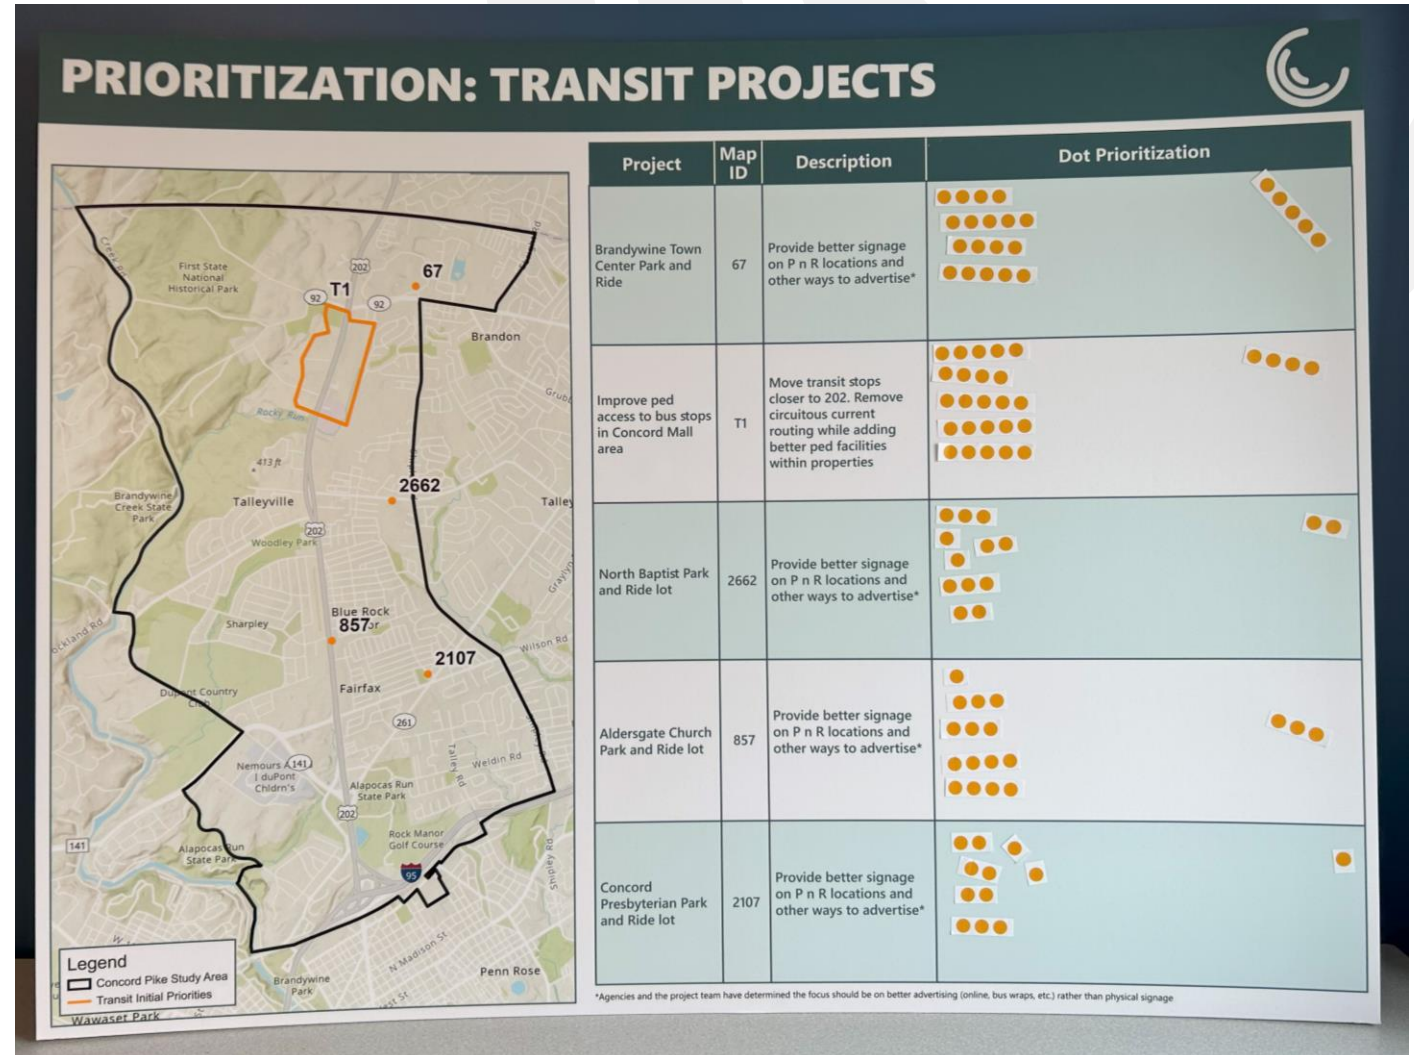 PRIORITIZATION: TRANSIT PROJECTS
Creek Rd
First State
National
Historical Park
202
67
T1
92
92
Brandon
Rocky Run
413 ft
2662
Brandywine
Creek State
Park
Talleyville
Talley
202
Woodley Park
Blue Rock
857
Sharpley
Wilson Rd
2107
Dupont Country
Club
Fairfax
261
Nemours
141
I duPont
Chldrn's
Talley Rd
Weldin Rd
Alapocas Run
State Park
202
141
Rock Manor
Golf Course
Alapocas Run
State Park
95
Shipley Rd
N Madison St
Penn Rose
Brandywine
Park
Legend
Concord Pike Study Area
Transit Initial Priorities
Wawaset Park
Project
Map
ID
Description
Dot Prioritization
Brandywine Town
Center Park and
Ride
67
Provide better signage
on P n R locations and
other ways to advertise*
Improve ped
access to bus stops
in Concord Mall
area
T1
Move transit stops
closer to 202. Remove
circuitous current
routing while adding
better ped facilities
within properties
North Baptist Park
and Ride lot
2662
Provide better signage
on P n R locations and
other ways to advertise*
Aldersgate Church
Park and Ride lot
857
Provide better signage
on P n R locations and
other ways to advertise*
Concord
Presbyterian Park
and Ride lot
2107
Provide better signage
on P n R locations and
other ways to advertise*
*Agencies and the project team have determined the focus should be on better advertising (online, bus wraps, etc.) rather than physical signage